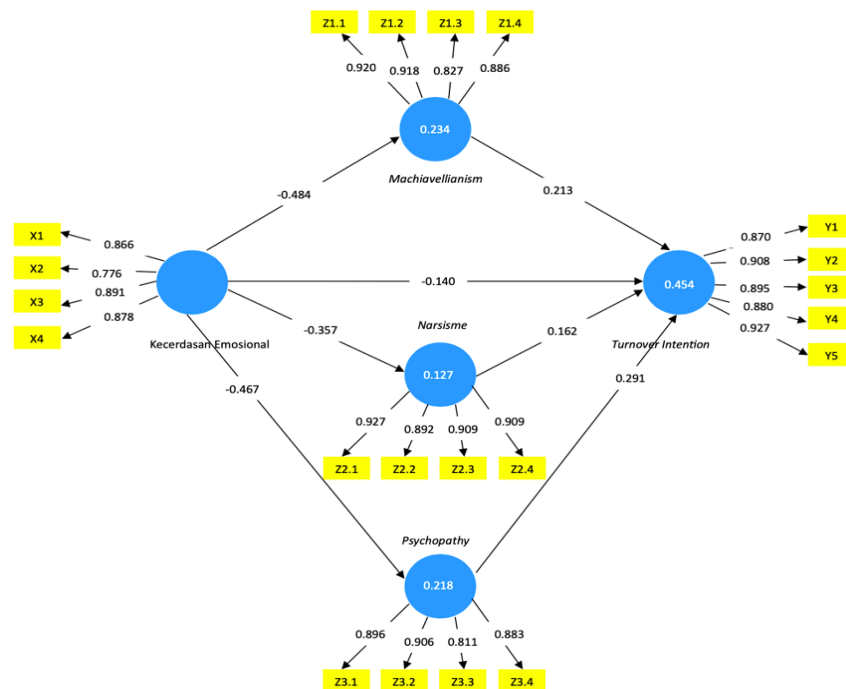 Z1.1 Z1.2 Z1.3 Z1.4
0.920 0.918 0.827 0.886
0.234
Machiavellianism
-0.484
0.213
X1
0.866
X2
0.776
X3
0.891
X4
0.878
Kecerdasan Emosional
-0.140
0.454
Turnover Intention
Y1
0.870
Y2
0.908
Y3
0.895
Y4
0.880
Y5
0.927
-0.357
Narsisme
0.162
0.127
-0.467
0.291
0.927 0.892 0.909 0.909
Z2.1 Z2.2 Z2.3 Z2.4
Psychopathy
0.218
0.896 0.906 0.811 0.883
Z3.1 Z3.2 Z3.3 Z3.4